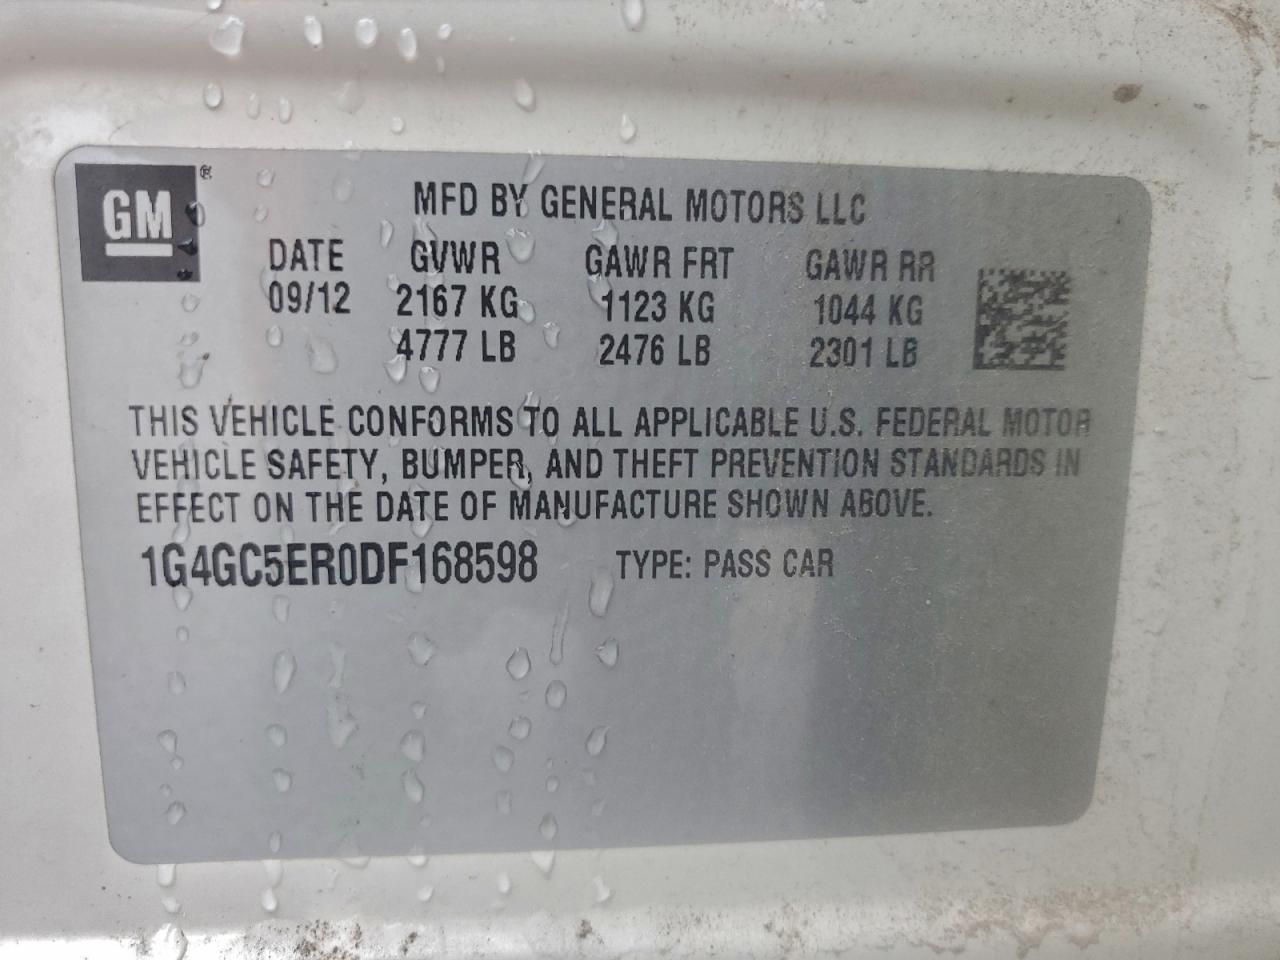 GM®
MFD BY GENERAL MOTORS LLC
DATE GVWR GAWR FRT GAWR RR
09/12 2167 KG 1123 KG 1044 KG
4777 LB 2476 LB 2301 LB
THIS VEHICLE CONFORMS TO ALL APPLICABLE U.S. FEDERAL MOTOR
VEHICLE SAFETY, BUMPER, AND THEFT PREVENTION STANDARDS IN
EFFECT ON THE DATE OF MANUFACTURE SHOWN ABOVE.
1G4GC5ER0DF168598 TYPE: PASS CAR